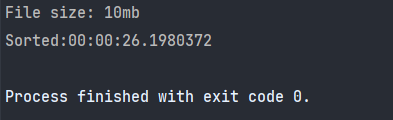 File size: 10mb
Sorted:00:00:26.1980372
Process finished with exit code 0.